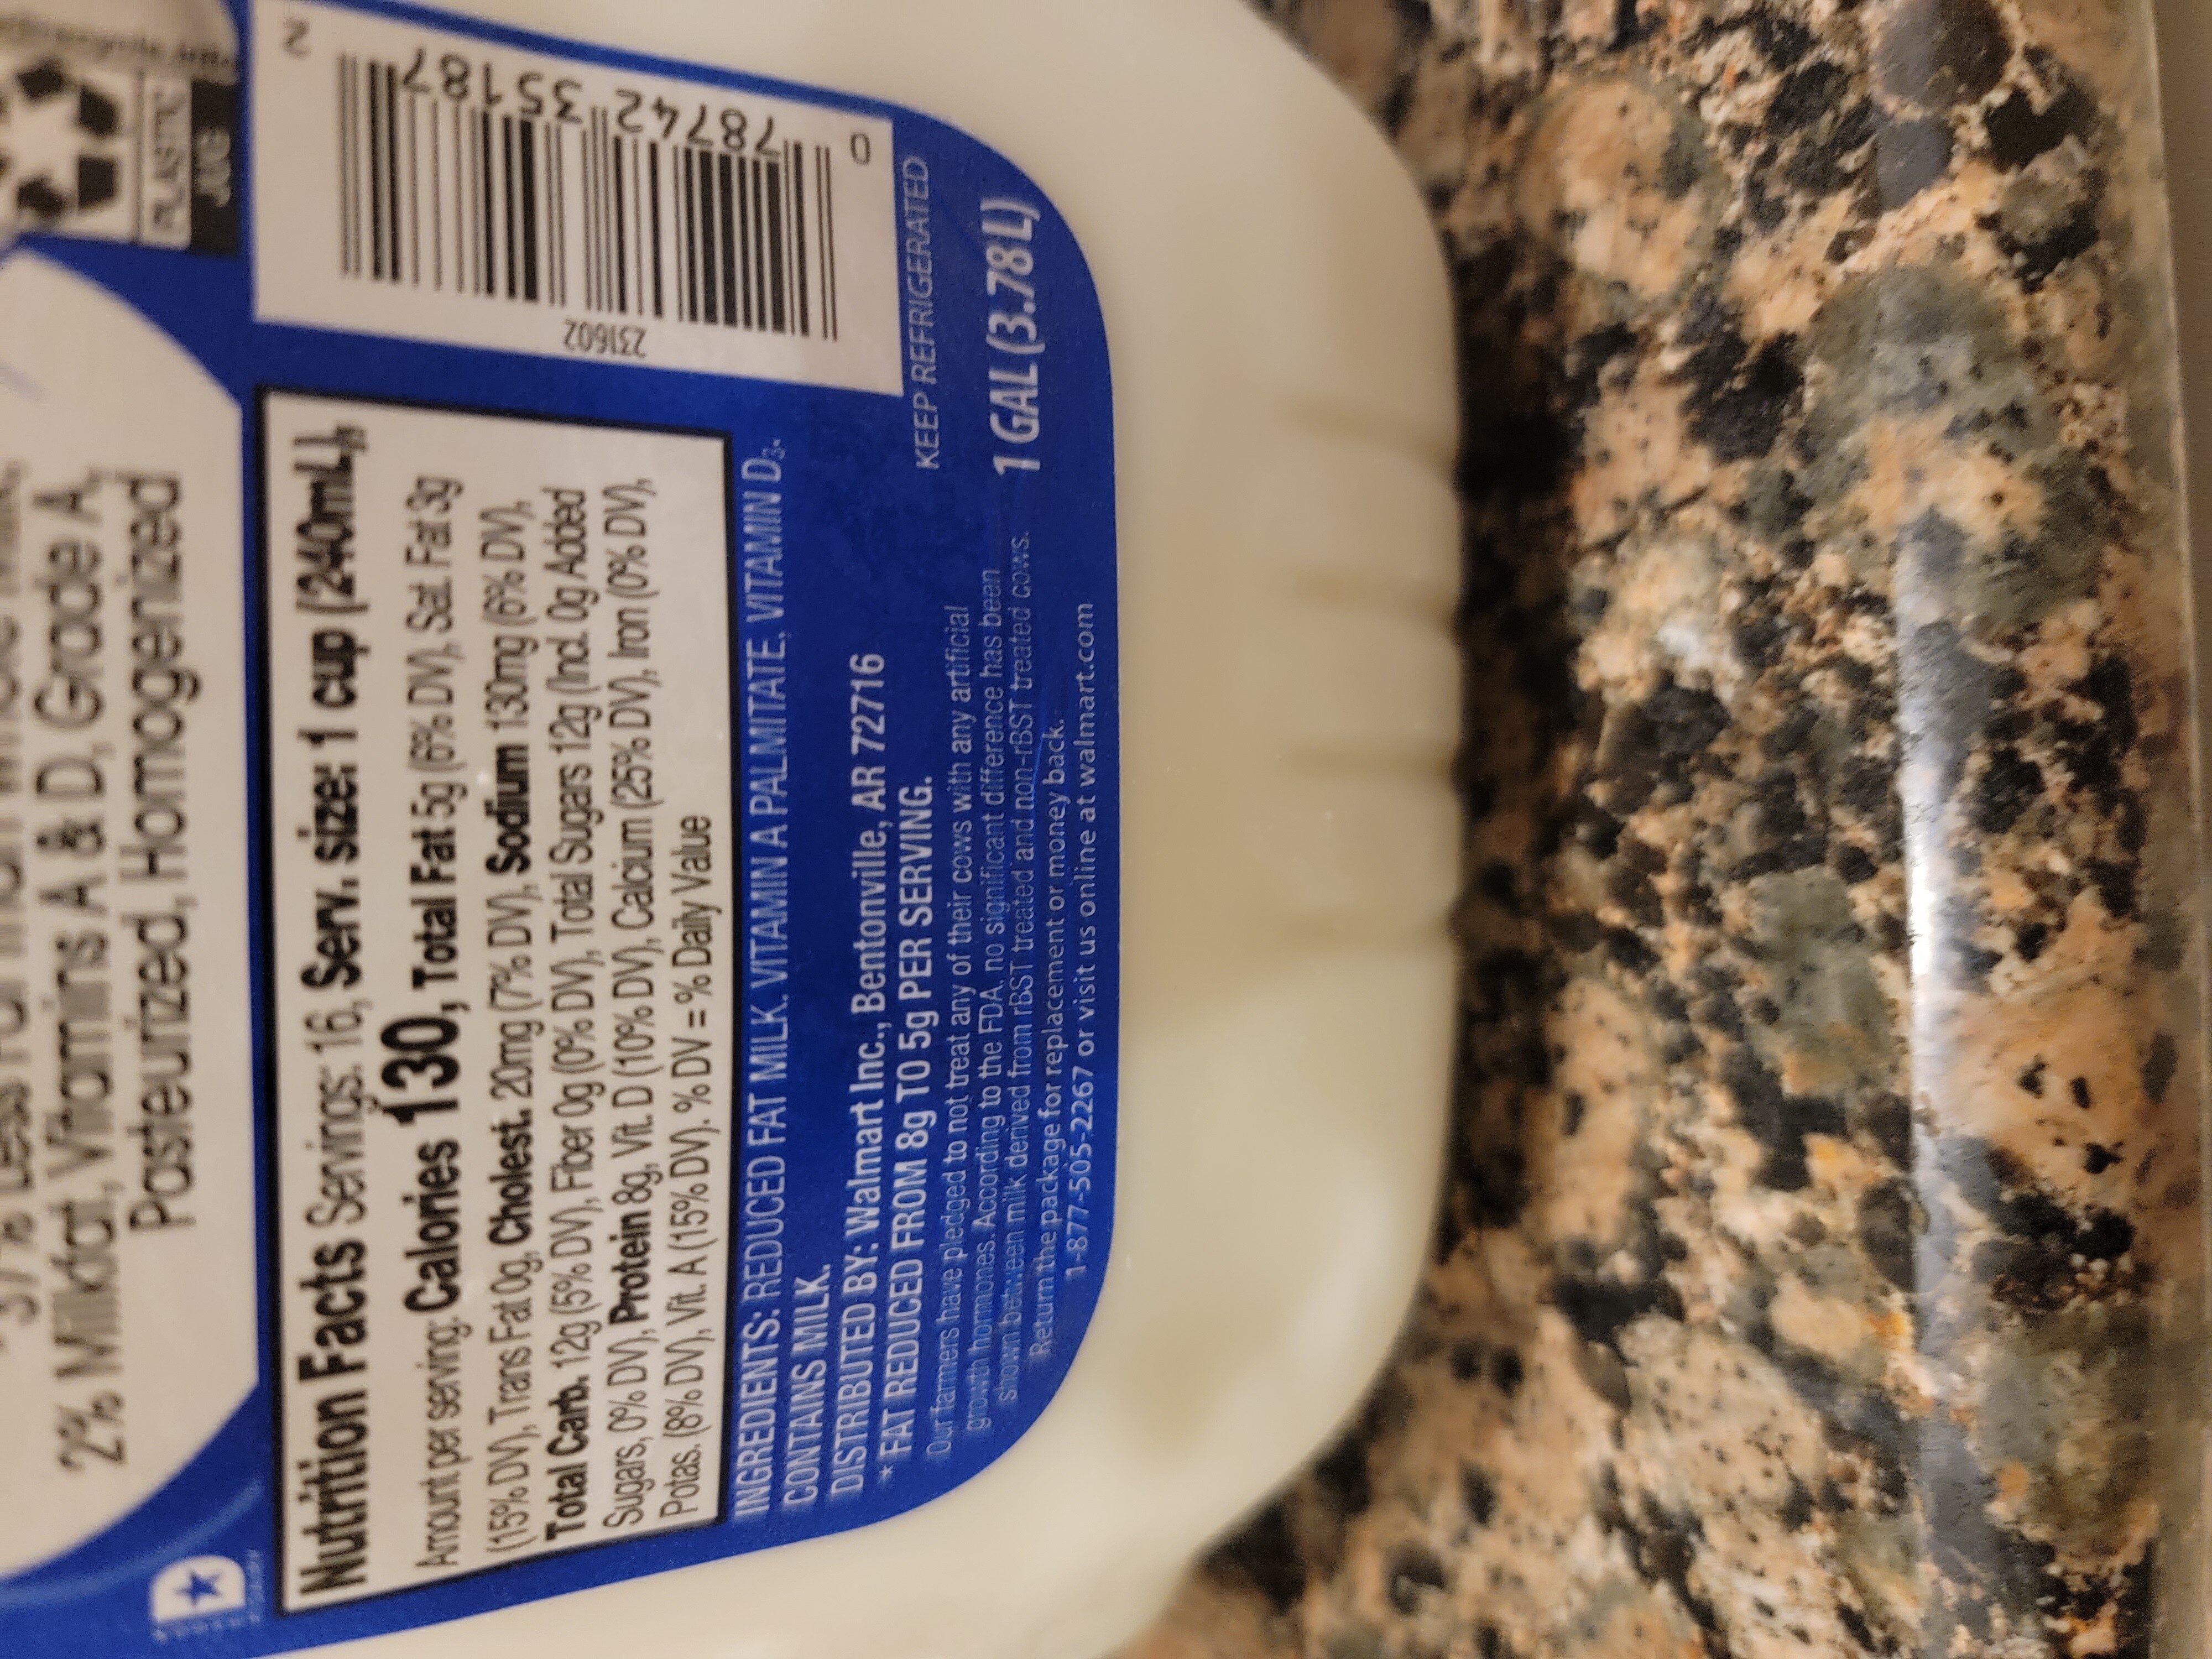 2% Milkfat, Vitamins A & D, Grade A,
Pasteurized, Homogenized
PLASTIC
JUG
Nutrition Facts Servings: 16, Serv. size: 1 cup (240mL),
Amount per serving: Calories 130, Total Fat 5g (6% DV), Sat. Fat 3g
(15% DV), Trans Fat 0g, Cholest. 20mg (7% DV), Sodium 130mg (6% DV),
Total Carb. 12g (5% DV), Fiber 0g (0% DV), Total Sugars 12g (Incl. 0g Added
Sugars, 0% DV), Protein 8g, Vit. D (10% DV), Calcium (25% DV), Iron (0% DV),
Potas. (8% DV), Vit. A (15% DV). % DV = % Daily Value
INGREDIENTS: REDUCED FAT MILK, VITAMIN A PALMITATE, VITAMIN D₃.
CONTAINS MILK.
DISTRIBUTED BY: Walmart Inc., Bentonville, AR 72716
* FAT REDUCED FROM 8g TO 5g PER SERVING.
Our farmers have pledged to not treat any of their cows with any artificial
growth hormones. According to the FDA, no significant difference has been
shown between milk derived from rBST treated and non-rBST treated cows.
Return the package for replacement or money back.
1-877-505-2267 or visit us online at walmart.com
231602
0 78742 35187 2
KEEP REFRIGERATED
1 GAL (3.78 L)